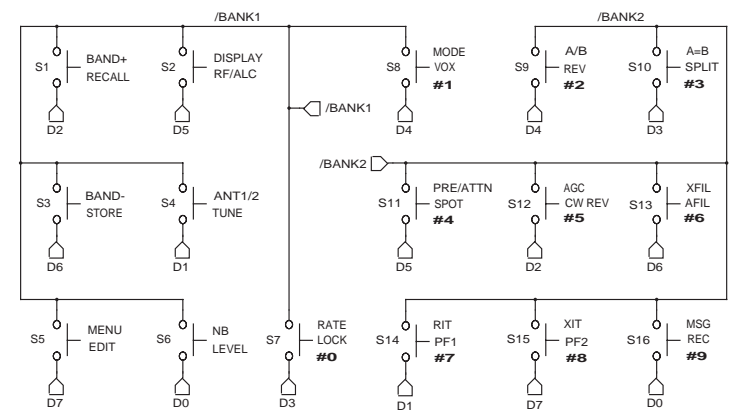 /BANK1
/BANK2
S1
BAND+
RECALL
D2
S2
DISPLAY
RF/ALC
D5
/BANK1
S8
MODE
VOX
#1
D4
S9
A/B
REV
#2
D4
S10
A=B
SPLIT
#3
D3
/BANK2
S3
BAND-
STORE
D6
S4
ANT1/2
TUNE
D1
S11
PRE/ATTN
SPOT
#4
D5
S12
AGC
CW REV
#5
D2
S13
XFIL
AFIL
#6
D6
S5
MENU
EDIT
D7
S6
NB
LEVEL
D0
S7
RATE
LOCK
#0
D3
S14
RIT
PF1
#7
D1
S15
XIT
PF2
#8
D7
S16
MSG
REC
#9
D0